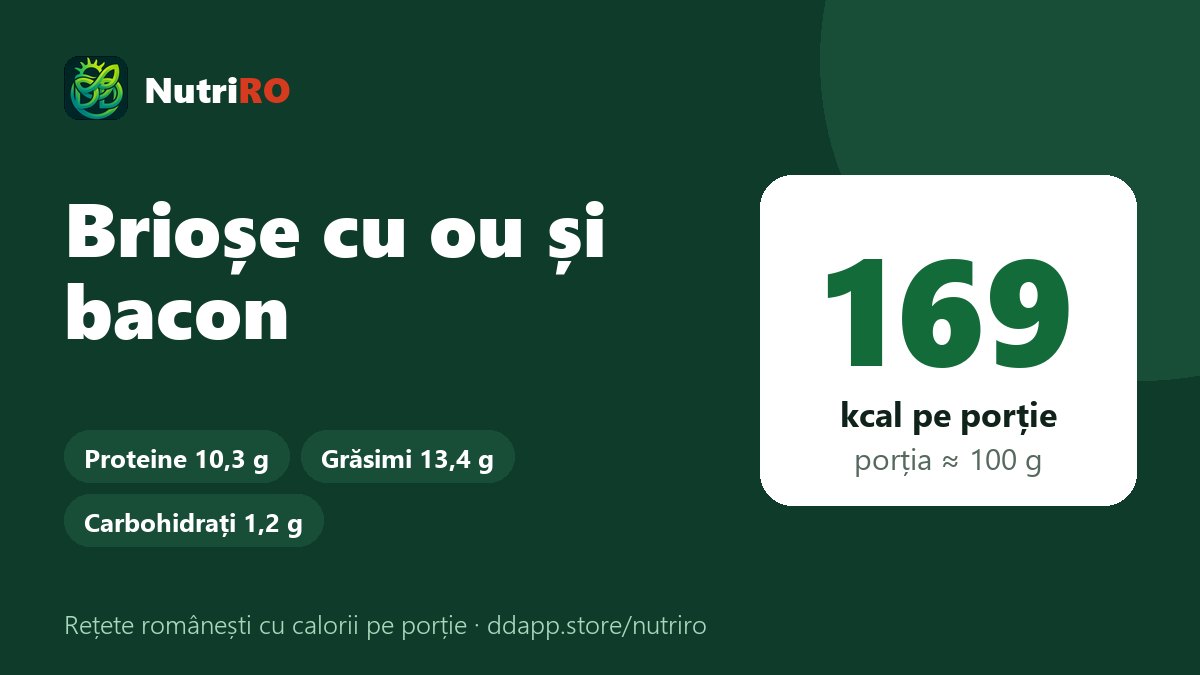 NutriRO
Brioșe cu ou și
bacon
169
kcal pe porție
porția ≈ 100 g
Proteine 10,3 g
Grăsimi 13,4 g
Carbohidrați 1,2 g
Rețete românești cu calorii pe porție · ddapp.store/nutriro